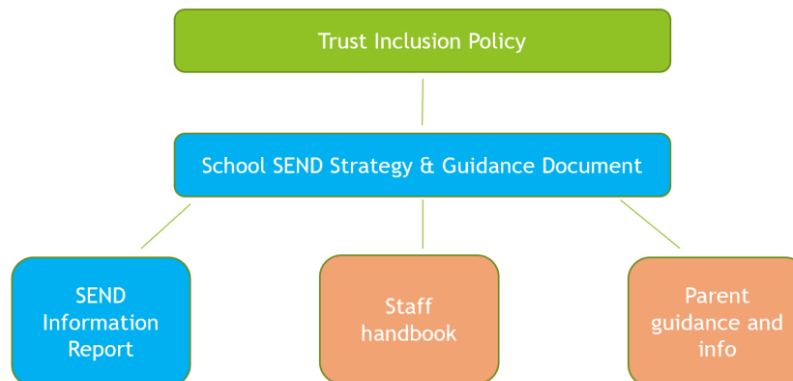 Trust Inclusion Policy
School SEND Strategy & Guidance Document
SEND
Information
Report
Staff
handbook
Parent
guidance and
info